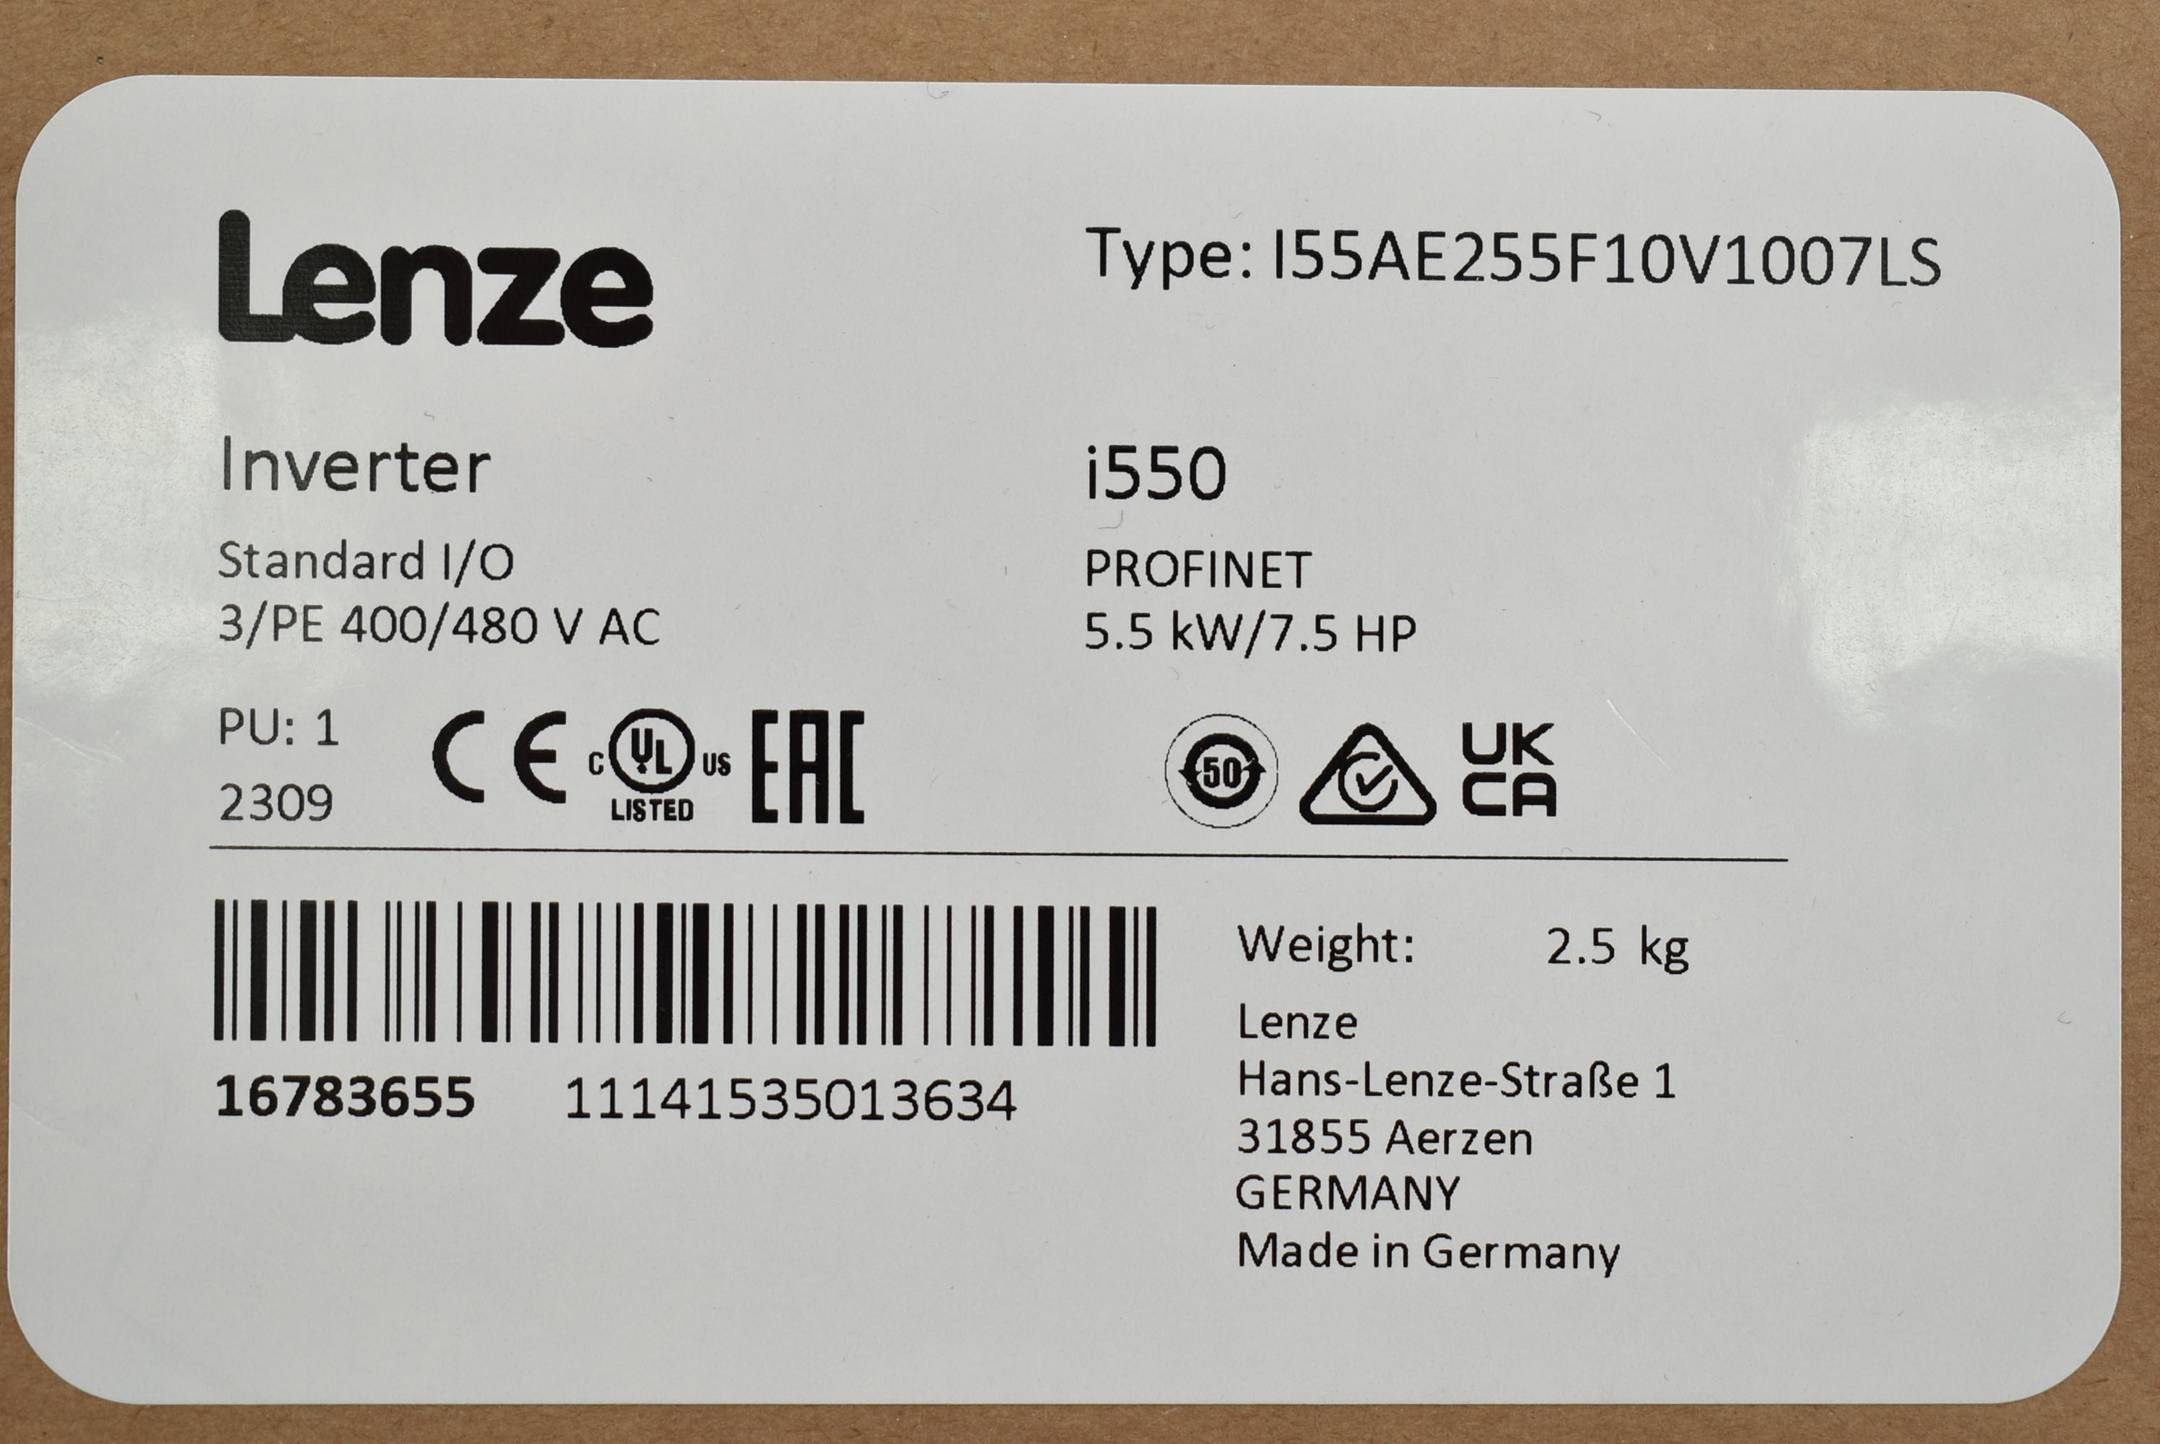 Lenze
Type: I55AE255F10V1007LS
Inverter
i550
Standard I/O
PROFINET
3/PE 400/480 V AC
5.5 kW/7.5 HP
PU: 1
2309
CE
C UL US
LISTED
EAC
50
UK
CA
16783655 11141535013634
Weight: 2.5 kg
Lenze
Hans-Lenze-Straße 1
31855 Aerzen
GERMANY
Made in Germany